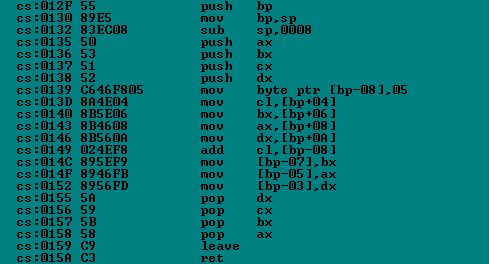 cs:012F 55 push bp
cs:0130 89E5 mov bp,sp
cs:0132 83EC08 sub sp,0008
cs:0135 50 push ax
cs:0136 53 push bx
cs:0137 51 push cx
cs:0138 52 push dx
cs:0139 C646F805 mov byte ptr [bp-08],05
cs:013D 8A4E04 mov cl,[bp+04]
cs:0140 8B5E06 mov bx,[bp+06]
cs:0143 8B4608 mov ax,[bp+08]
cs:0146 8B560A mov dx,[bp+0A]
cs:0149 024EF8 add cl,[bp-08]
cs:014C 895EF9 mov [bp-07],bx
cs:014F 8946FB mov [bp-05],ax
cs:0152 8956FD mov [bp-03],dx
cs:0155 5A pop dx
cs:0156 59 pop cx
cs:0157 5B pop bx
cs:0158 58 pop ax
cs:0159 C9 leave
cs:015A C3 ret